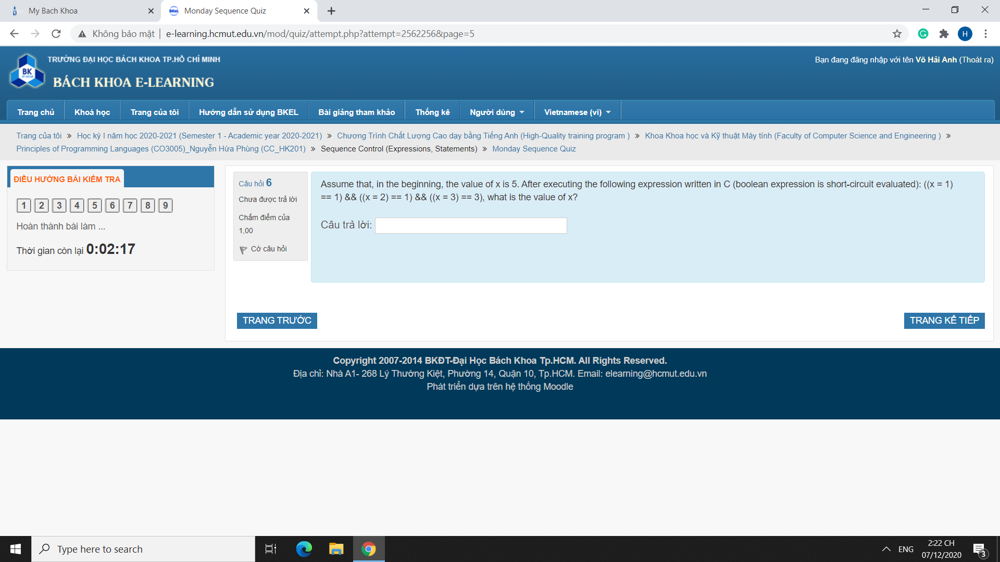 My Bach Khoa
Monday Sequence Quiz
Không bảo mật
e-learning.hcmut.edu.vn/mod/quiz/attempt.php?attempt=2562256&page=5
G
H
BK
TP.HCM
TRƯỜNG ĐẠI HỌC BÁCH KHOA TP.HỒ CHÍ MINH
BÁCH KHOA E-LEARNING
Bạn đang đăng nhập với tên Võ Hải Anh (Thoát ra)
Trang chủ
Khoá học
Trang của tôi
Hướng dẫn sử dụng BKEL
Bài giảng tham khảo
Thống kê
Người dùng
Vietnamese (vi)
Trang của tôi » Học kỳ I năm học 2020-2021 (Semester 1 - Academic year 2020-2021) » Chương Trình Chất Lượng Cao dạy bằng Tiếng Anh (High-Quality training program ) » Khoa Khoa học và Kỹ thuật Máy tính (Faculty of Computer Science and Engineering ) »
Principles of Programming Languages (CO3005)_Nguyễn Hứa Phùng (CC_HK201) » Sequence Control (Expressions, Statements) » Monday Sequence Quiz
ĐIỀU HƯỚNG BÀI KIỂM TRA
1 2 3 4 5 6 7 8 9
Hoàn thành bài làm ...
Thời gian còn lại 0:02:17
Câu hỏi 6
Chưa được trả lời
Chấm điểm của
1,00
Cờ câu hỏi
Assume that, in the beginning, the value of x is 5. After executing the following expression written in C (boolean expression is short-circuit evaluated): ((x = 1)
== 1) && ((x = 2) == 1) && ((x = 3) == 3), what is the value of x?
Câu trả lời:
TRANG TRƯỚC
TRANG KẾ TIẾP
Copyright 2007-2014 BKĐT-Đại Học Bách Khoa Tp.HCM. All Rights Reserved.
Địa chỉ: Nhà A1- 268 Lý Thường Kiệt, Phường 14, Quận 10, Tp.HCM. Email: elearning@hcmut.edu.vn
Phát triển dựa trên hệ thống Moodle
Type here to search
ENG
2:22 CH
07/12/2020
3